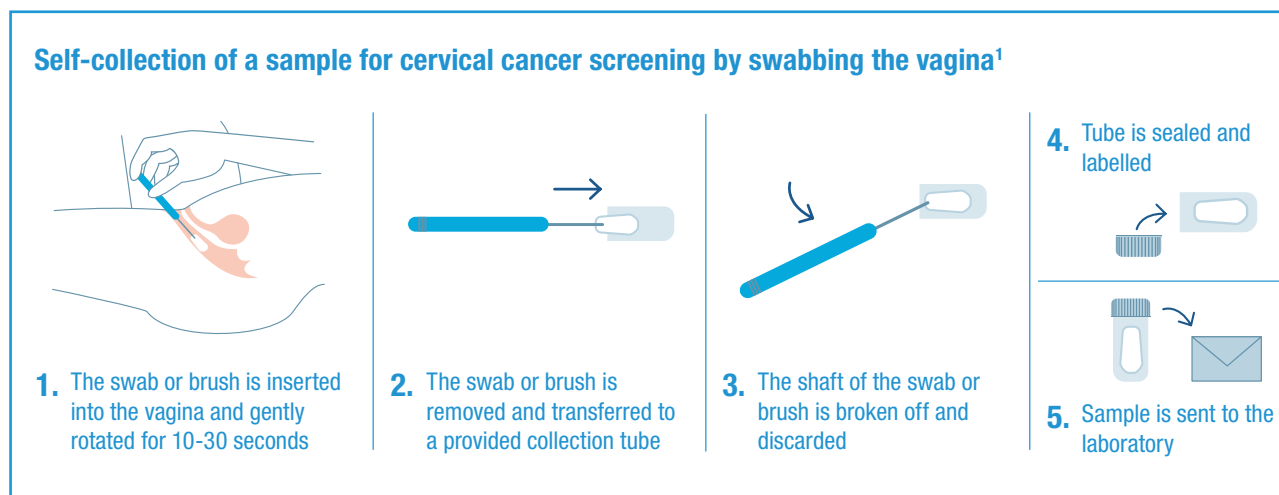 Self-collection of a sample for cervical cancer screening by swabbing the vagina¹
1. The swab or brush is inserted
into the vagina and gently
rotated for 10-30 seconds
2. The swab or brush is
removed and transferred to
a provided collection tube
3. The shaft of the swab or
brush is broken off and
discarded
4. Tube is sealed and
labelled
5. Sample is sent to the
laboratory